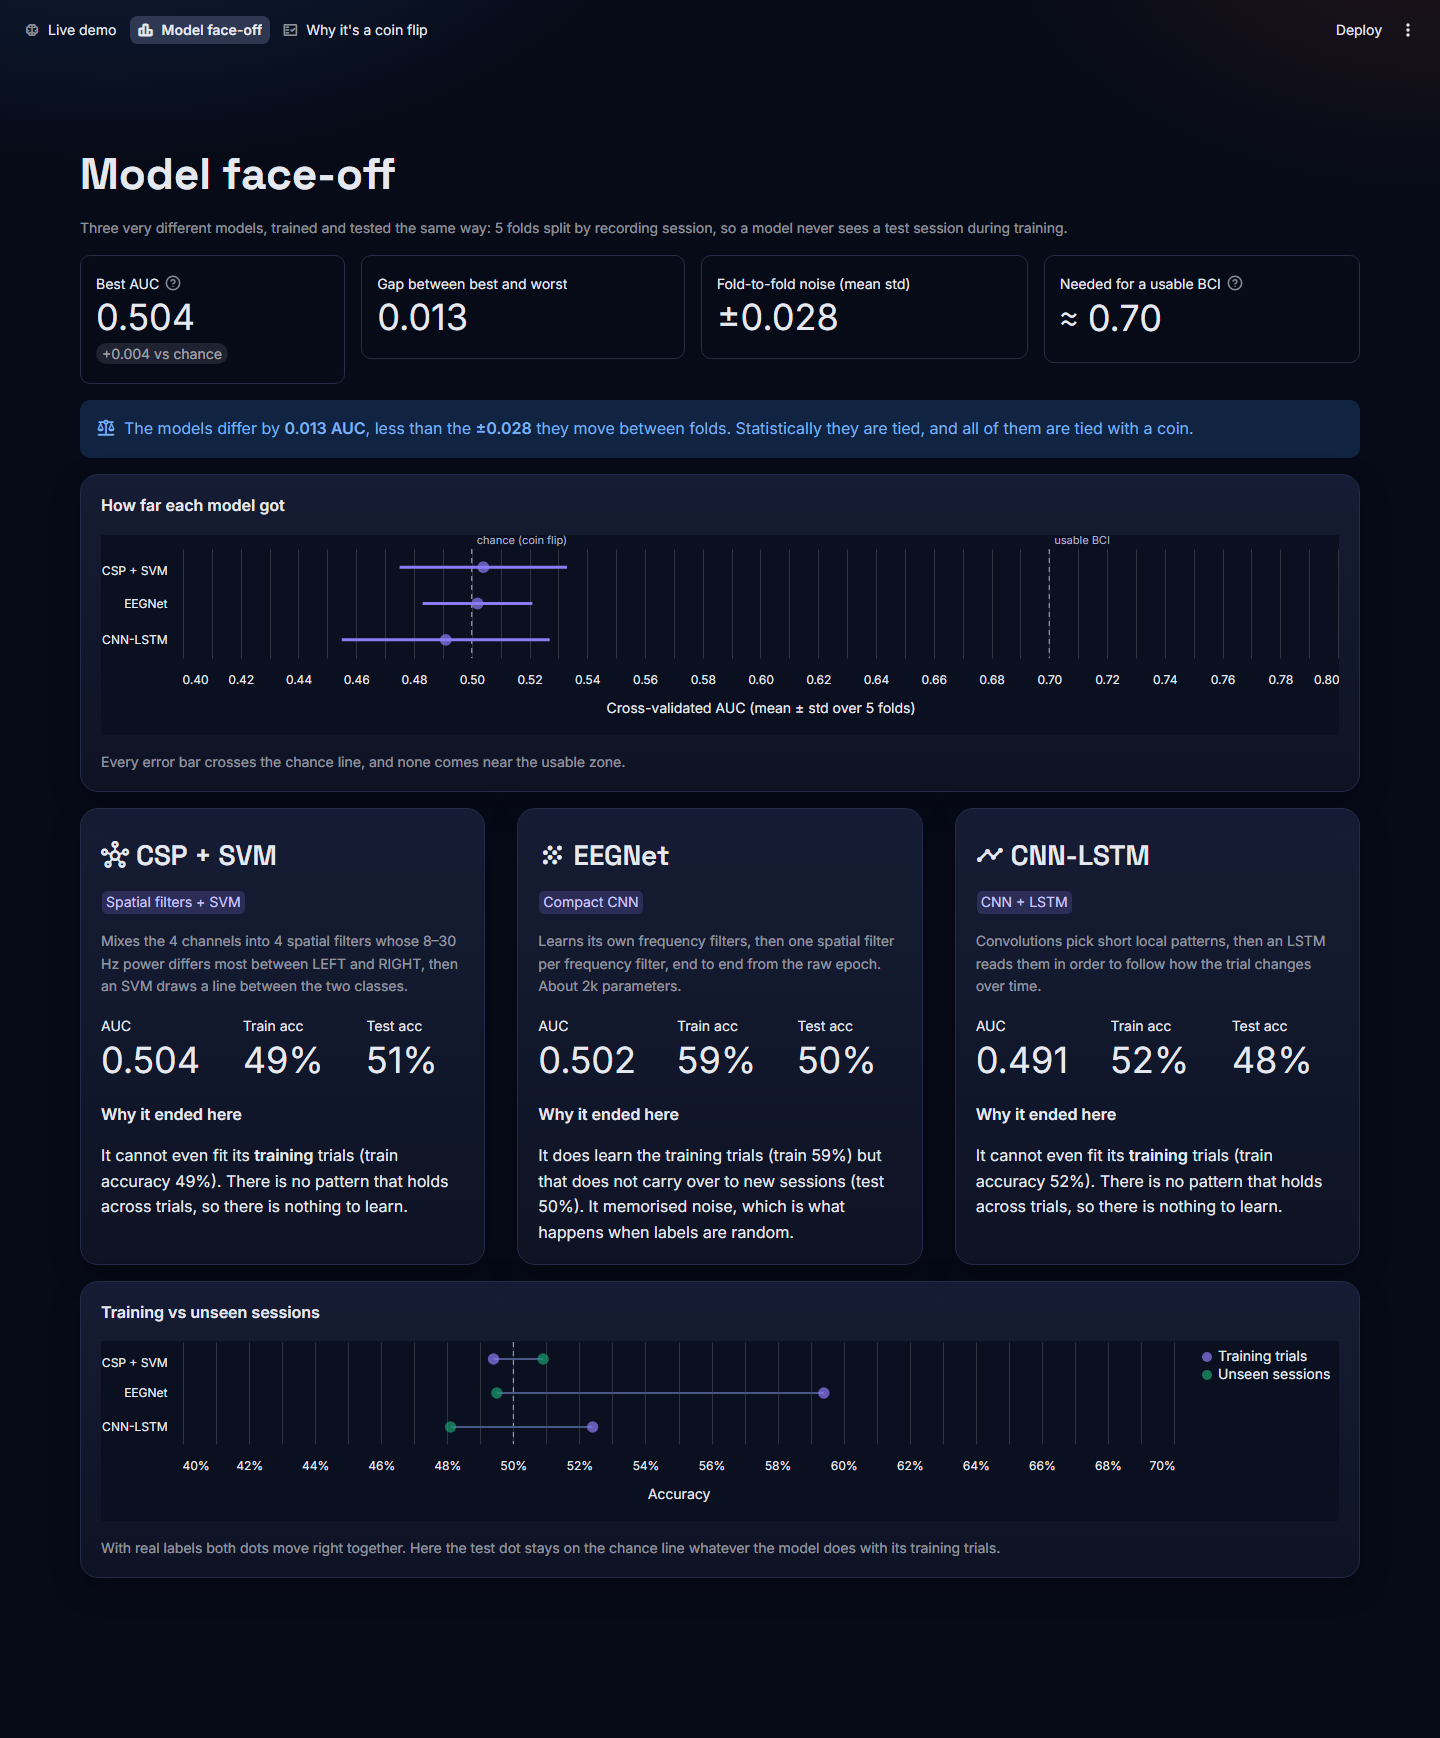 Live demo
Model face-off
Why it's a coin flip
Deploy
Model face-off
Three very different models, trained and tested the same way: 5 folds split by recording session, so a model never sees a test session during training.
Best AUC
0.504
+0.004 vs chance
Gap between best and worst
0.013
Fold-to-fold noise (mean std)
±0.028
Needed for a usable BCI
≈ 0.70
The models differ by 0.013 AUC, less than the ±0.028 they move between folds. Statistically they are tied, and all of them are tied with a coin.
How far each model got
chance (coin flip)
usable BCI
CSP + SVM
EEGNet
CNN-LSTM
0.40 0.42 0.44 0.46 0.48 0.50 0.52 0.54 0.56 0.58 0.60 0.62 0.64 0.66 0.68 0.70 0.72 0.74 0.76 0.78 0.80
Cross-validated AUC (mean ± std over 5 folds)
Every error bar crosses the chance line, and none comes near the usable zone.
CSP + SVM
Spatial filters + SVM
Mixes the 4 channels into 4 spatial filters whose 8–30
Hz power differs most between LEFT and RIGHT, then
an SVM draws a line between the two classes.
AUC Train acc Test acc
0.504 49% 51%
Why it ended here
It cannot even fit its training trials (train
accuracy 49%). There is no pattern that holds
across trials, so there is nothing to learn.
EEGNet
Compact CNN
Learns its own frequency filters, then one spatial filter
per frequency filter, end to end from the raw epoch.
About 2k parameters.
AUC Train acc Test acc
0.502 59% 50%
Why it ended here
It does learn the training trials (train 59%) but
that does not carry over to new sessions (test
50%). It memorised noise, which is what
happens when labels are random.
CNN-LSTM
CNN + LSTM
Convolutions pick short local patterns, then an LSTM
reads them in order to follow how the trial changes
over time.
AUC Train acc Test acc
0.491 52% 48%
Why it ended here
It cannot even fit its training trials (train
accuracy 52%). There is no pattern that holds
across trials, so there is nothing to learn.
Training vs unseen sessions
CSP + SVM
EEGNet
CNN-LSTM
Training trials
Unseen sessions
40% 42% 44% 46% 48% 50% 52% 54% 56% 58% 60% 62% 64% 66% 68% 70%
Accuracy
With real labels both dots move right together. Here the test dot stays on the chance line whatever the model does with its training trials.